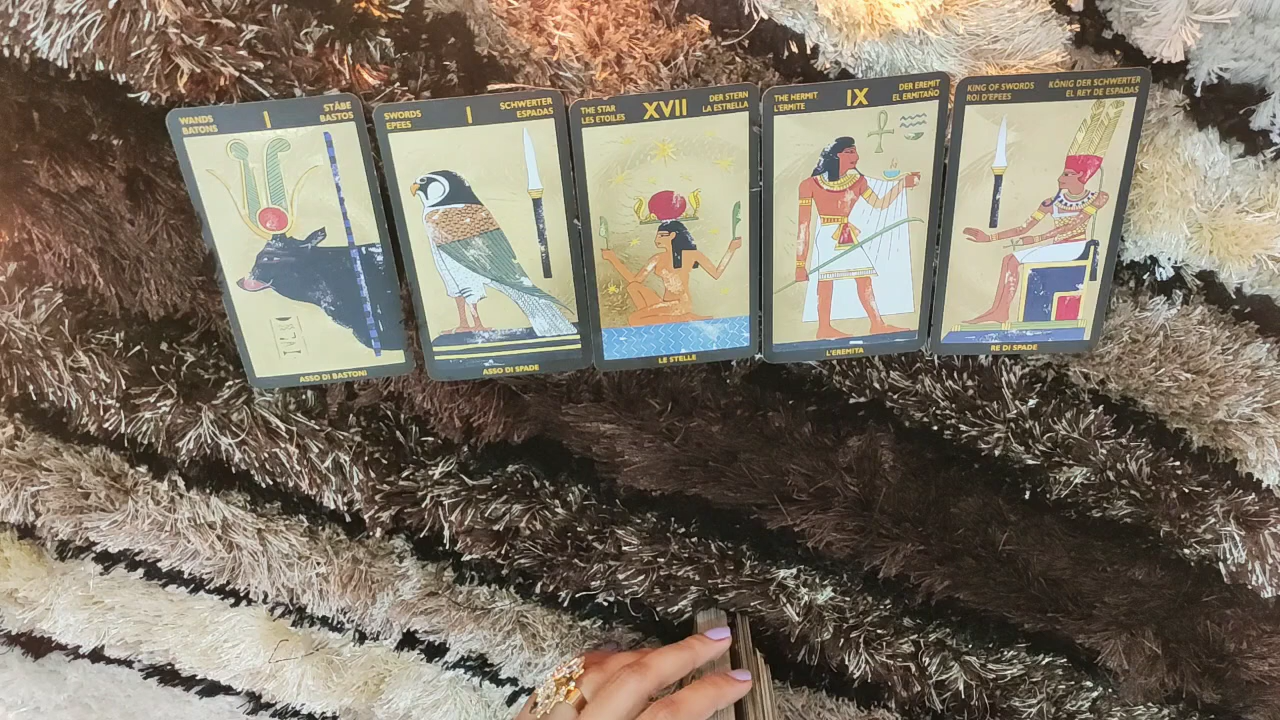 WANDS
BATONS
I
STÄBE
BASTOS
ASSO DI BASTONI
SWORDS
EPEES
I
SCHWERTER
ESPADAS
ASSO DI SPADE
THE STAR
LES ETOILES
XVII
DER STERN
LA ESTRELLA
LE STELLE
THE HERMIT
L'ERMITE
IX
DER EREMIT
EL ERMITAÑO
L'EREMITA
KING OF SWORDS
ROI D'EPEES
KÖNIG DER SCHWERTER
EL REY DE ESPADAS
RE DI SPADE